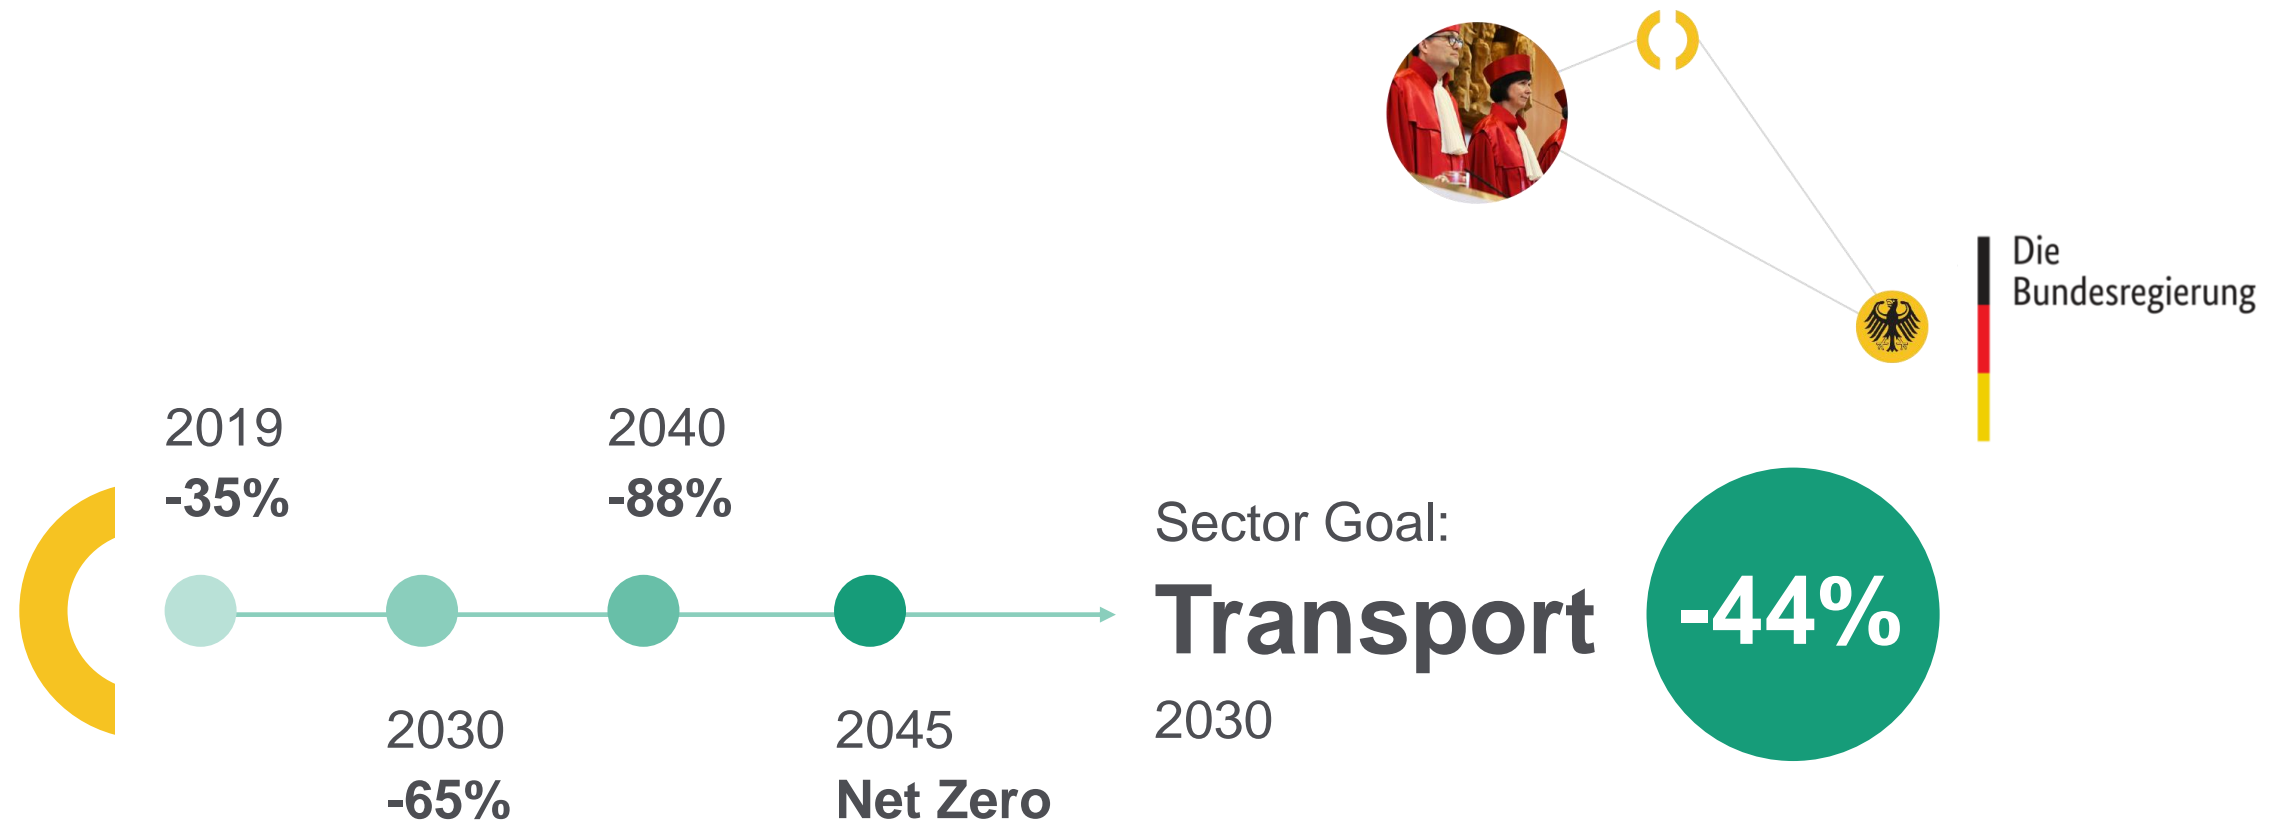 Die
Bundesregierung
2019
-35%
2040
-88%
2030
-65%
2045
Net Zero
Sector Goal:
Transport
2030
-44%